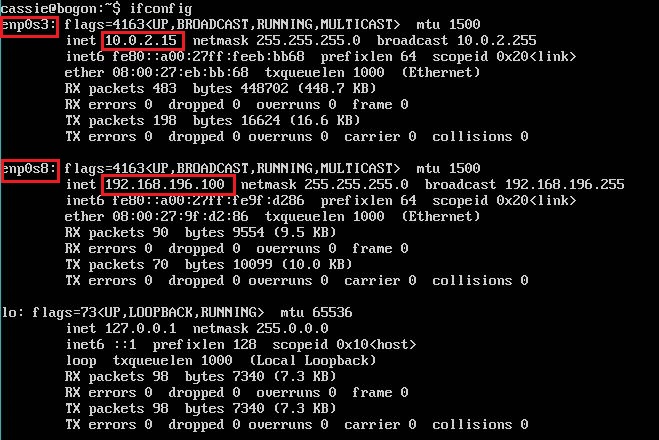 cassie@bogon:~$ ifconfig
enp0s3: flags=4163<UP,BROADCAST,RUNNING,MULTICAST>  mtu 1500
        inet 10.0.2.15  netmask 255.255.255.0  broadcast 10.0.2.255
        inet6 fe80::a00:27ff:feeb:bb68  prefixlen 64  scopeid 0x20<link>
        ether 08:00:27:eb:bb:68  txqueuelen 1000  (Ethernet)
        RX packets 483  bytes 448702 (448.7 KB)
        RX errors 0  dropped 0  overruns 0  frame 0
        TX packets 198  bytes 16624 (16.6 KB)
        TX errors 0  dropped 0 overruns 0  carrier 0  collisions 0

enp0s8: flags=4163<UP,BROADCAST,RUNNING,MULTICAST>  mtu 1500
        inet 192.168.196.100  netmask 255.255.255.0  broadcast 192.168.196.255
        inet6 fe80::a00:27ff:fe9f:d286  prefixlen 64  scopeid 0x20<link>
        ether 08:00:27:9f:d2:86  txqueuelen 1000  (Ethernet)
        RX packets 90  bytes 9554 (9.5 KB)
        RX errors 0  dropped 0  overruns 0  frame 0
        TX packets 70  bytes 10099 (10.0 KB)
        TX errors 0  dropped 0 overruns 0  carrier 0  collisions 0

lo: flags=73<UP,LOOPBACK,RUNNING>  mtu 65536
        inet 127.0.0.1  netmask 255.0.0.0
        inet6 ::1  prefixlen 128  scopeid 0x10<host>
        loop  txqueuelen 1000  (Local Loopback)
        RX packets 98  bytes 7340 (7.3 KB)
        RX errors 0  dropped 0  overruns 0  frame 0
        TX packets 98  bytes 7340 (7.3 KB)
        TX errors 0  dropped 0 overruns 0  carrier 0  collisions 0